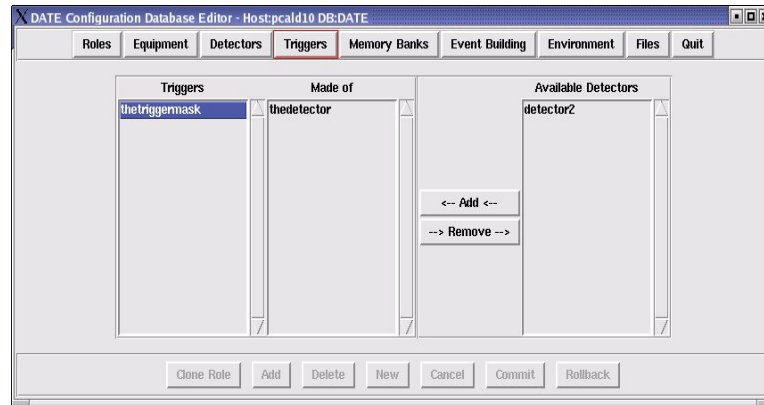 X DATE Configuration Database Editor - Host:pcald10 DB:DATE
Roles Equipment Detectors Triggers Memory Banks Event Building Environment Files Quit
Triggers Made of Available Detectors
thetriggermask thedetector detector2
<-- Add <--
--> Remove -->
Clone Role Add Delete New Cancel Commit Rollback